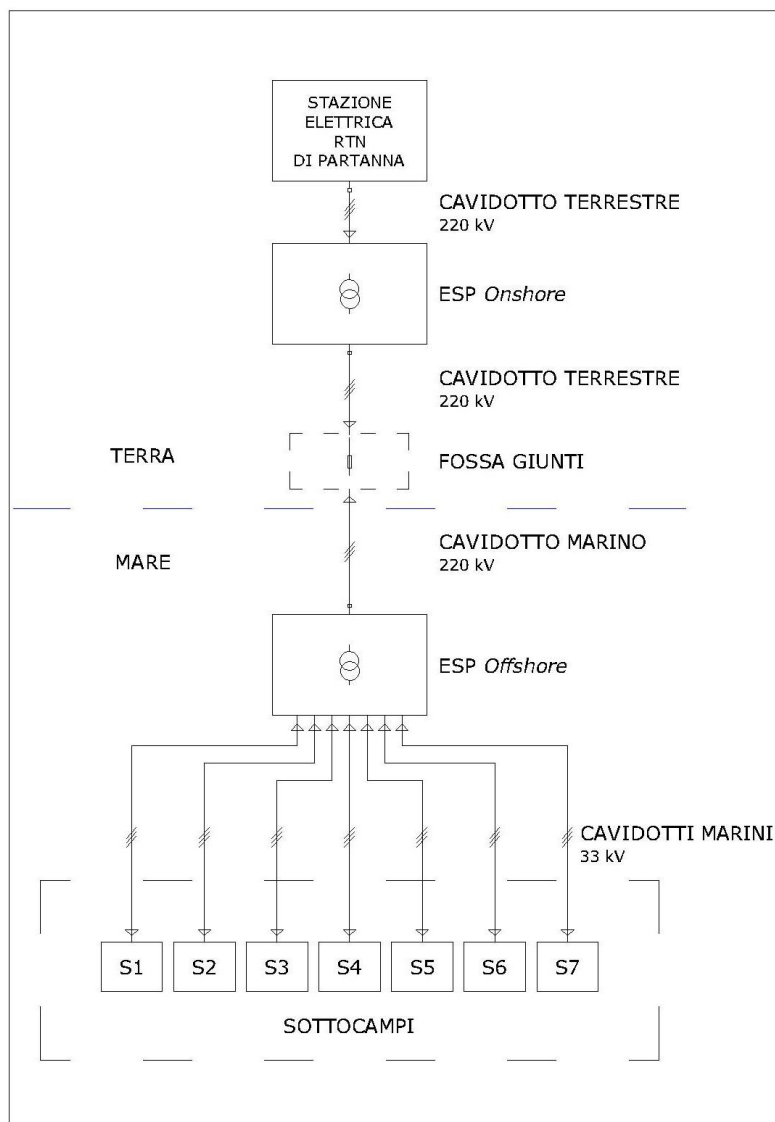 STAZIONE
ELETTRICA
RTN
DI PARTANNA
CAVIDOTTO TERRESTRE
220 kV
ESP Onshore
CAVIDOTTO TERRESTRE
220 kV
TERRA
FOSSA GIUNTI
MARE
CAVIDOTTO MARINO
220 kV
ESP Offshore
CAVIDOTTI MARINI
33 kV
S1 S2 S3 S4 S5 S6 S7
SOTTOCAMPI